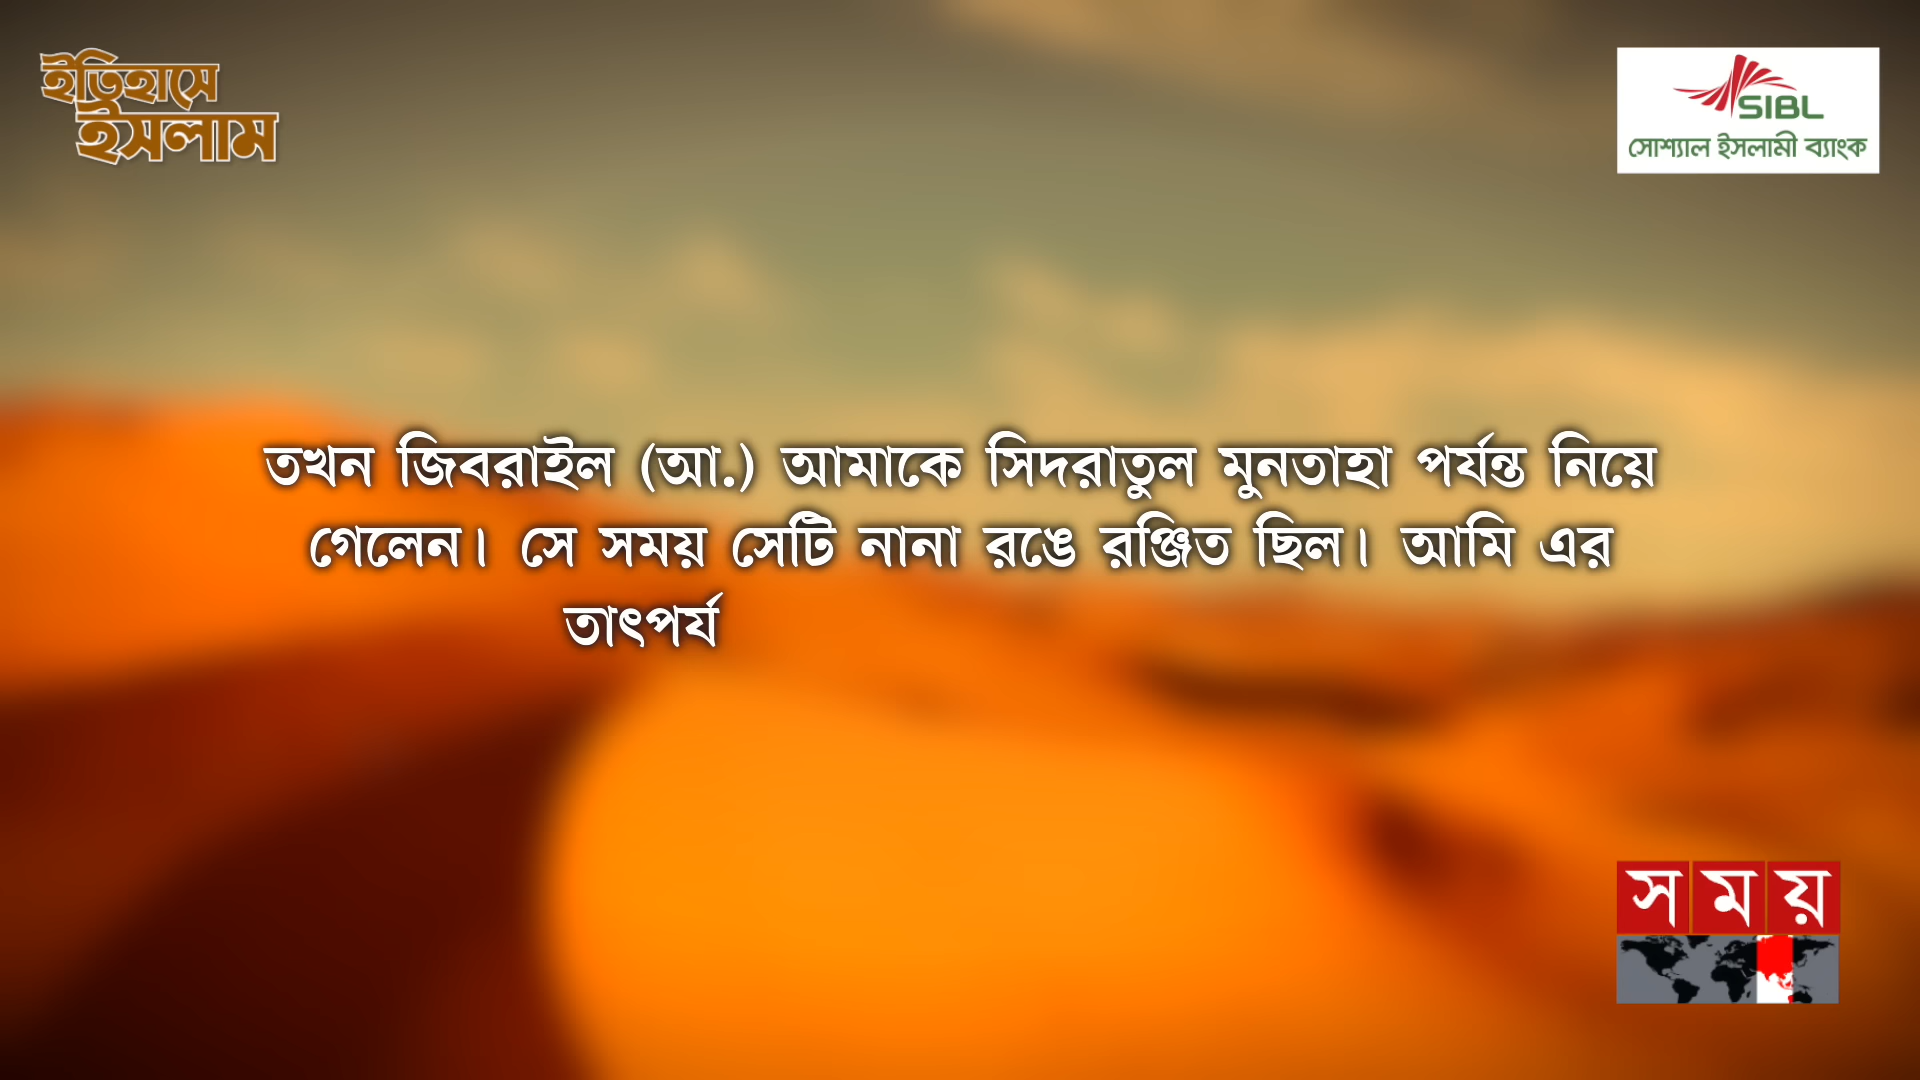 ইতিহাসে
ইসলাম
SIBL
সোশ্যাল ইসলামী ব্যাংক
তখন জিবরাইল (আ.) আমাকে সিদরাতুল মুনতাহা পর্যন্ত নিয়ে
গেলেন। সে সময় সেটি নানা রঙে রঞ্জিত ছিল। আমি এর
তাৎপর্য
সময়